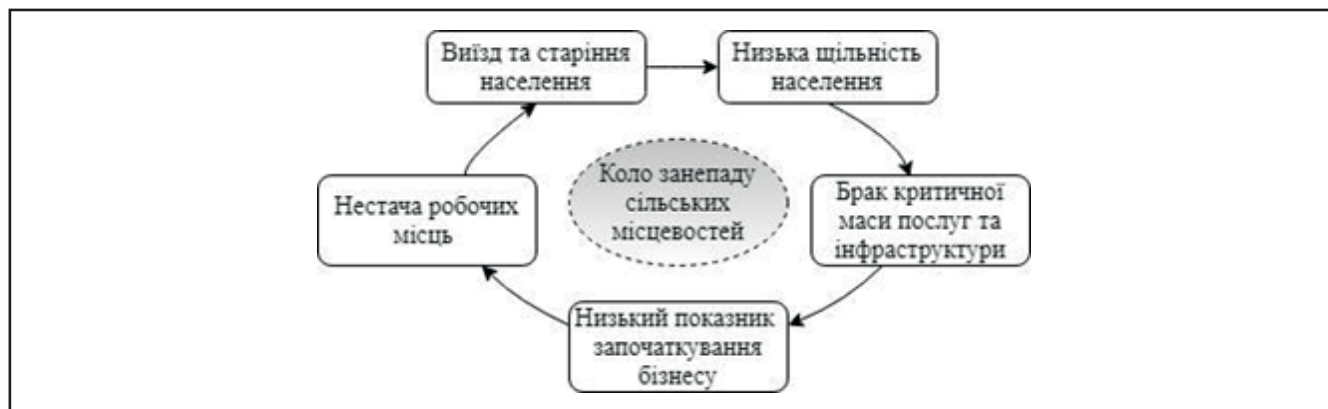 Виїзд та старіння
населення
Низька щільність
населення
Коло занепаду
сільських
місцевостей
Нестача робочих
місць
Брак критичної
маси послуг та
інфраструктури
Низький показник
започаткування
бізнесу